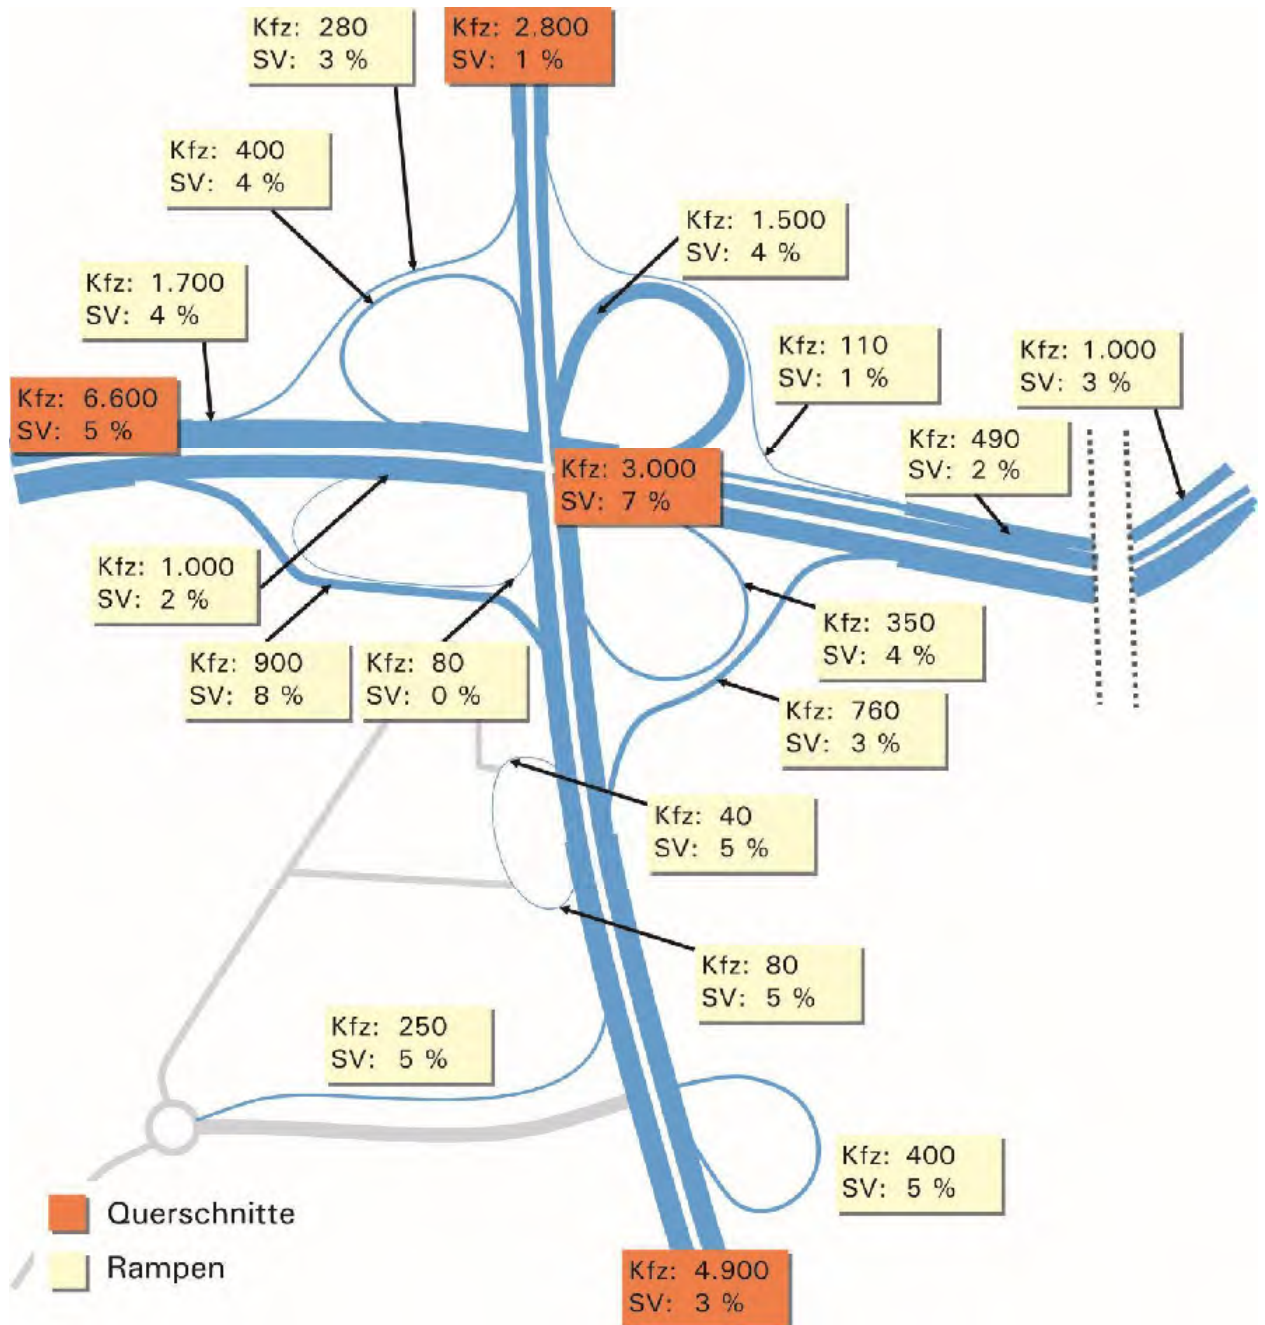 Kfz: 280
SV: 3 %
Kfz: 2.800
SV: 1 %
Kfz: 400
SV: 4 %
Kfz: 1.500
SV: 4 %
Kfz: 1.700
SV: 4 %
Kfz: 110
SV: 1 %
Kfz: 1.000
SV: 3 %
Kfz: 6.600
SV: 5 %
Kfz: 490
SV: 2 %
Kfz: 3.000
SV: 7 %
Kfz: 1.000
SV: 2 %
Kfz: 350
SV: 4 %
Kfz: 900
SV: 8 %
Kfz: 80
SV: 0 %
Kfz: 760
SV: 3 %
Kfz: 40
SV: 5 %
Kfz: 80
SV: 5 %
Kfz: 250
SV: 5 %
Kfz: 400
SV: 5 %
Querschnitte
Rampen
Kfz: 4.900
SV: 3 %